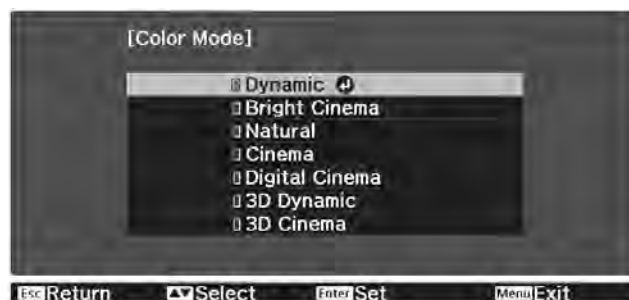 [Color Mode]
Dynamic
Bright Cinema
Natural
Cinema
Digital Cinema
3D Dynamic
3D Cinema
Esc Return Select Enter Set Menu Exit